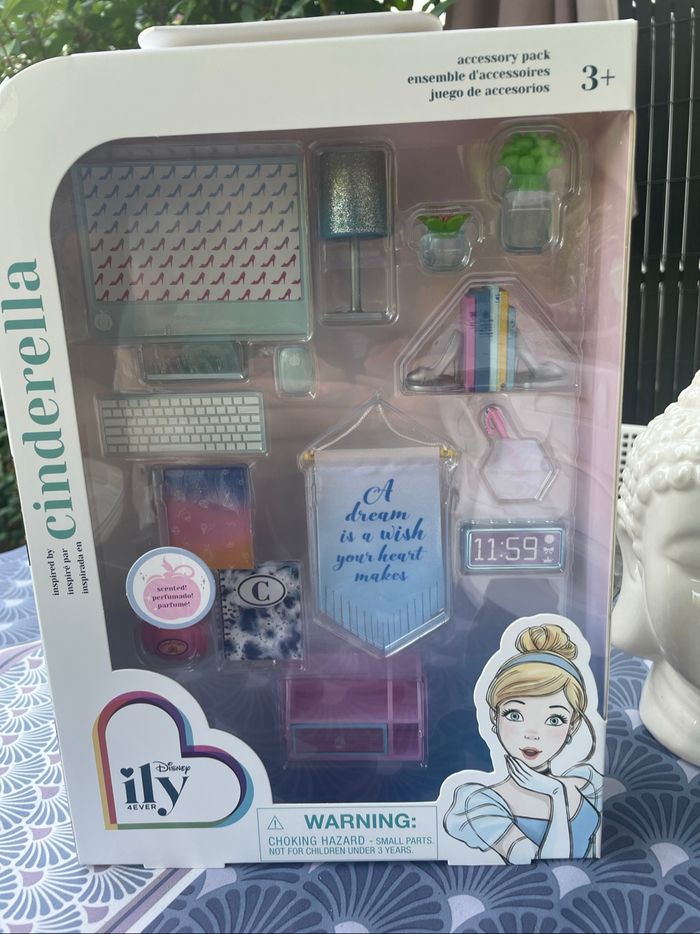 accessory pack
ensemble d'accessoires
juego de accesorios
3+
inspired by
inspiré par
inspirada en
cinderella
A
dream
is a wish
your heart
makes
11:59
scented!
perfumado!
parfumé!
C
Disney
ily
4EVER
WARNING:
CHOKING HAZARD - SMALL PARTS.
NOT FOR CHILDREN UNDER 3 YEARS.